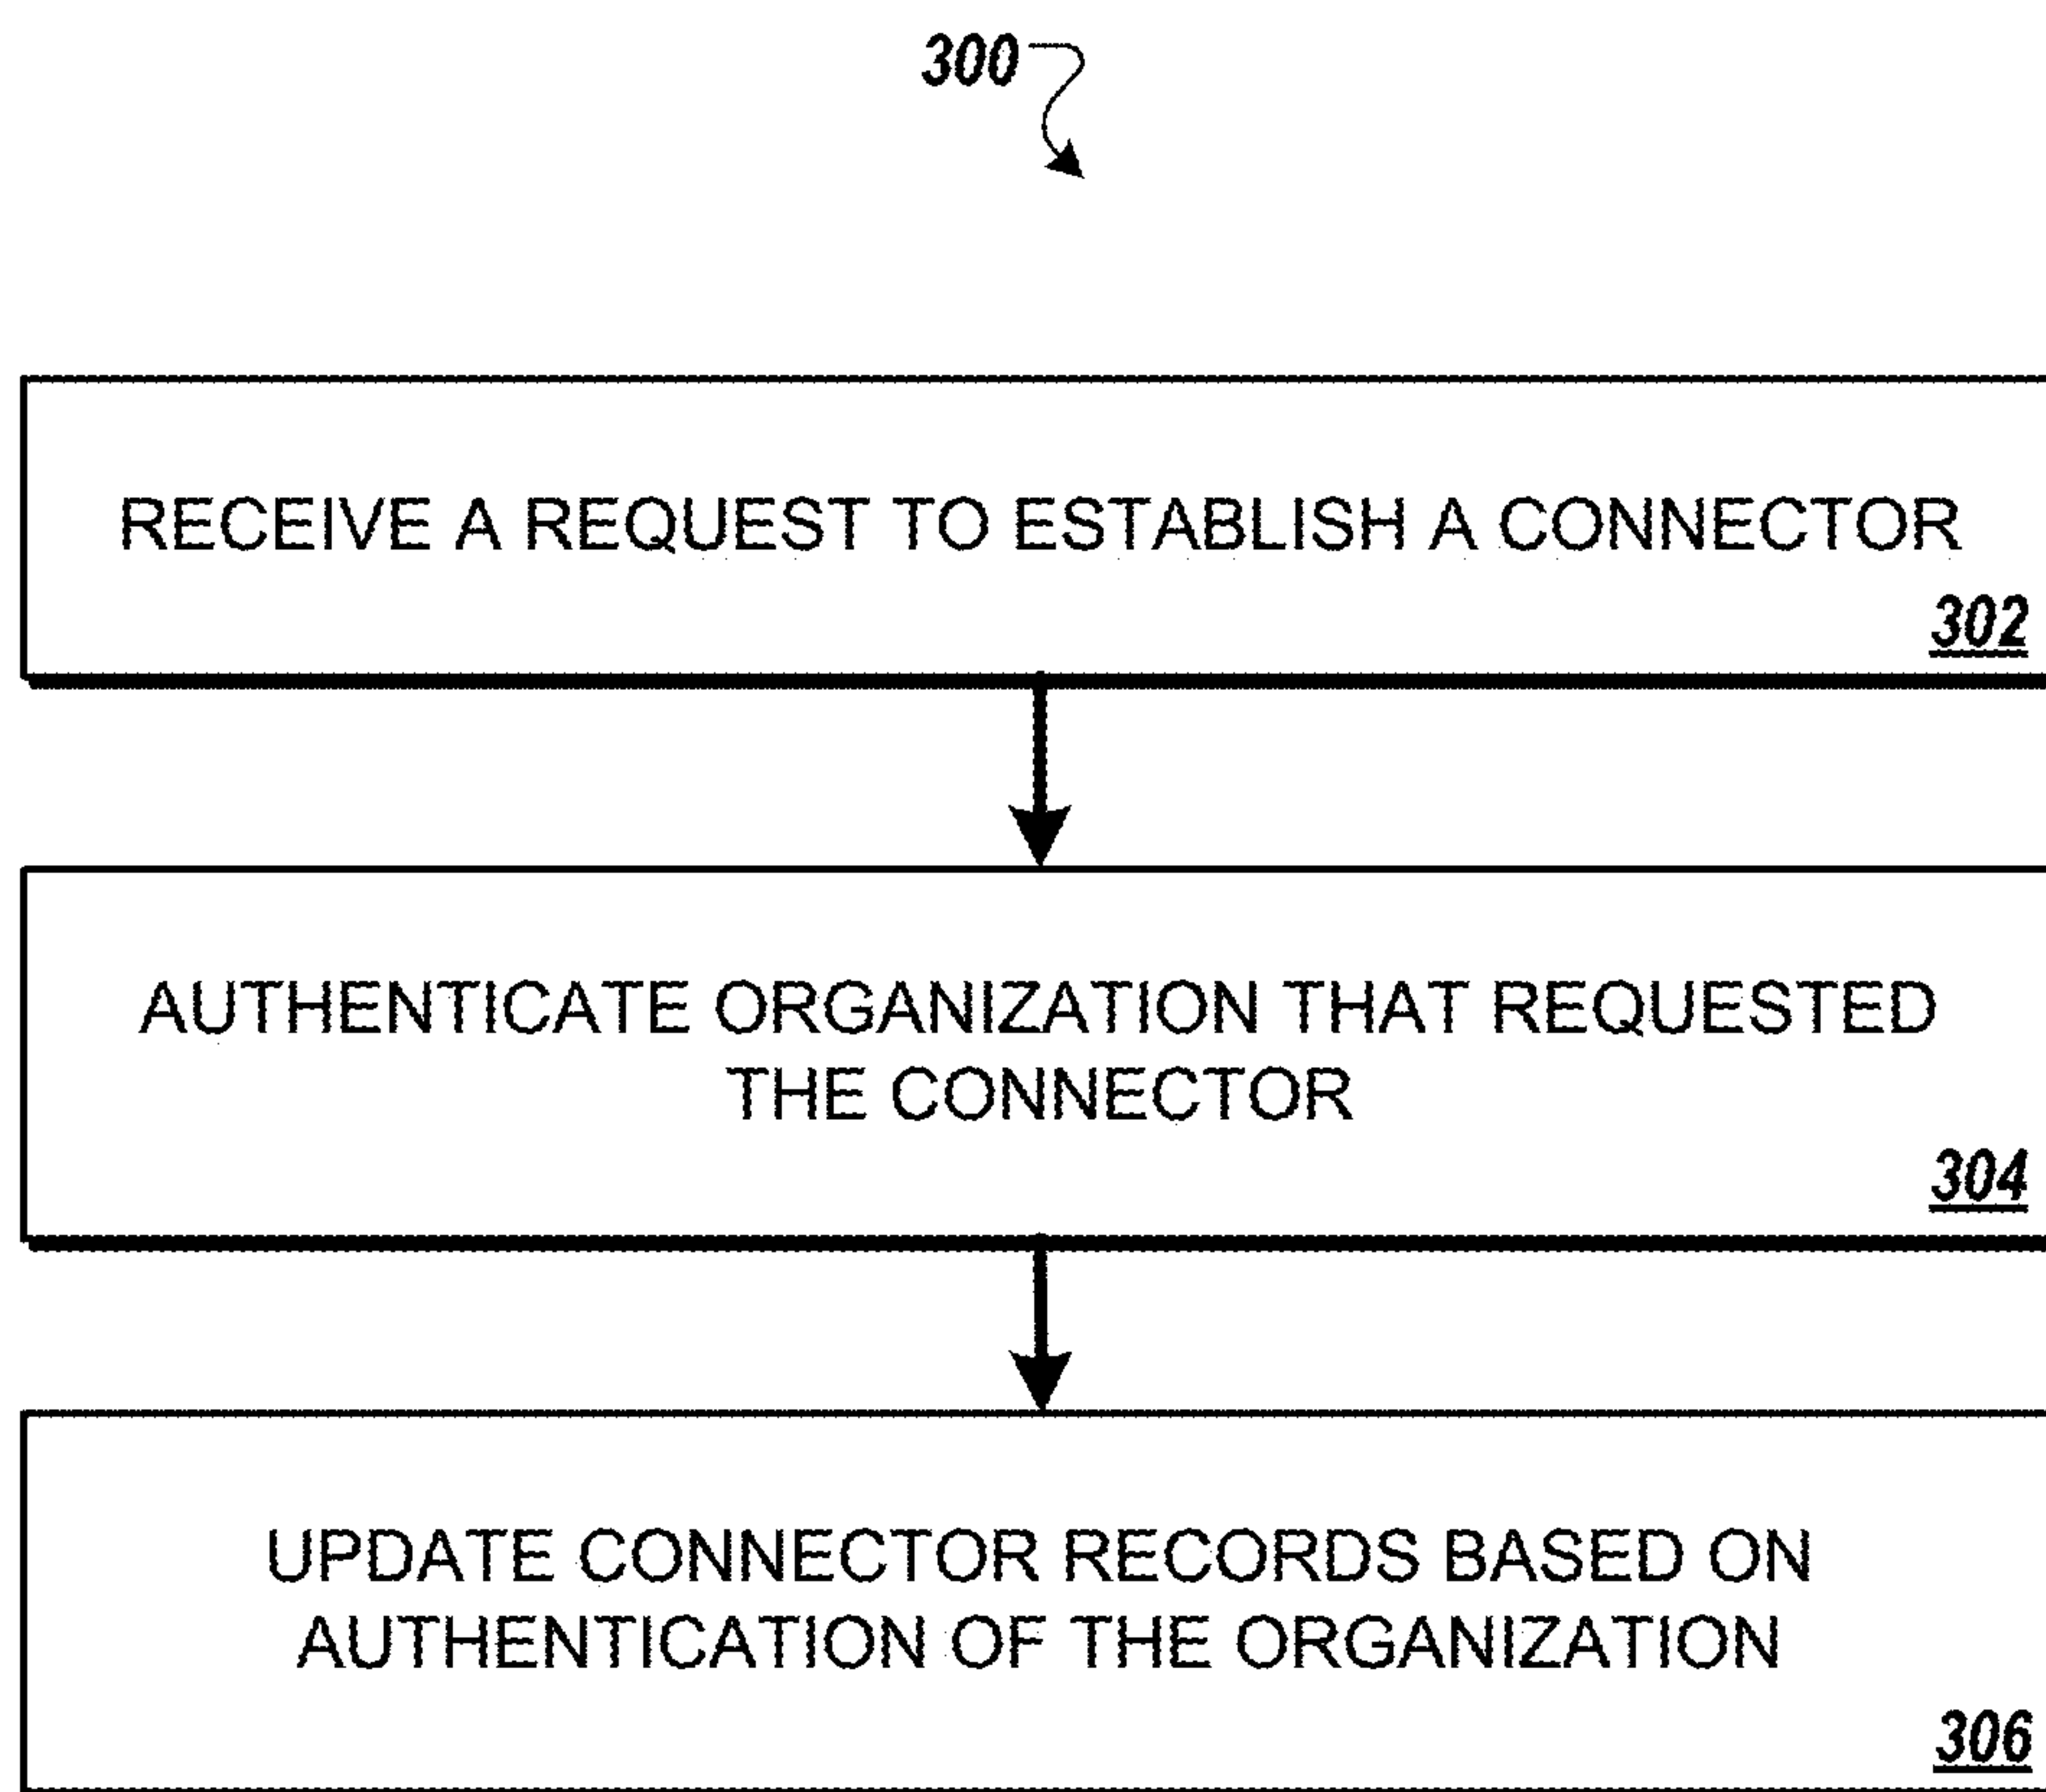 300
RECEIVE A REQUEST TO ESTABLISH A CONNECTOR
302
AUTHENTICATE ORGANIZATION THAT REQUESTED
THE CONNECTOR
304
UPDATE CONNECTOR RECORDS BASED ON
AUTHENTICATION OF THE ORGANIZATION
306